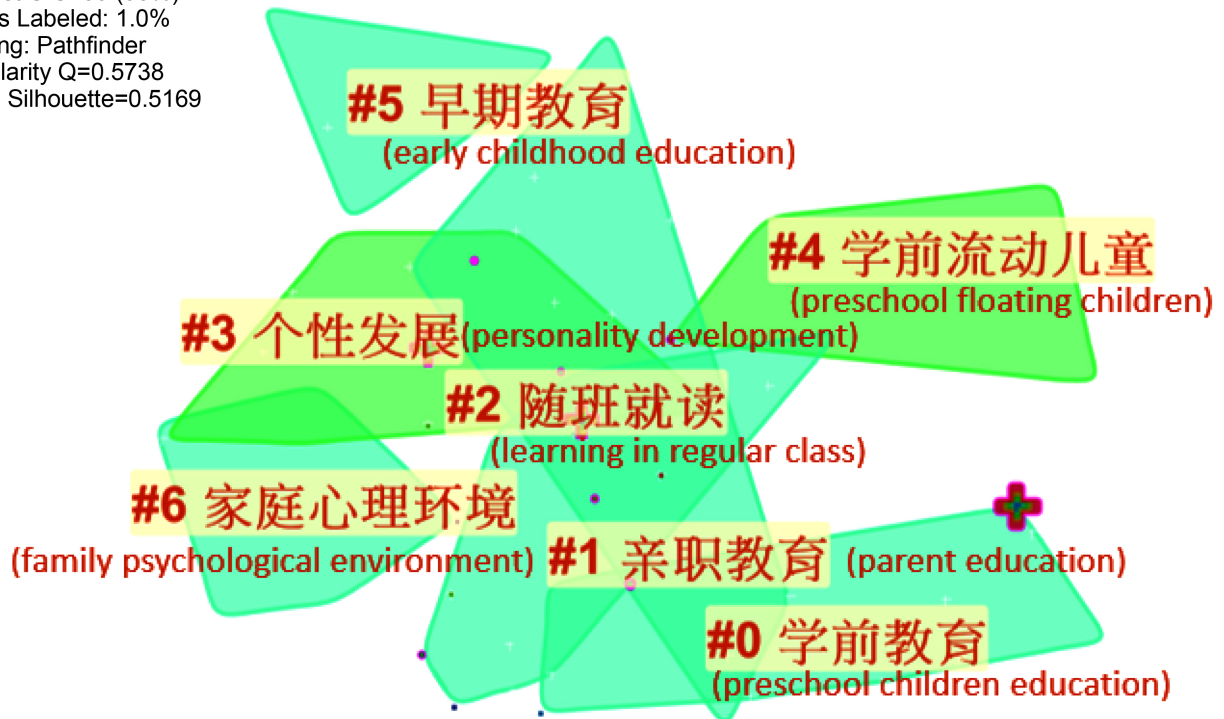 s Labeled: 1.0%
ng: Pathfinder
larity Q=0.5738
Silhouette=0.5169
#5 早期教育
(early childhood education)
#4 学前流动儿童
(preschool floating children)
#3 个性发展(personality development)
#2 随班就读
(learning in regular class)
#6 家庭心理环境
(family psychological environment)
#1 亲职教育 (parent education)
#0 学前教育
(preschool children education)